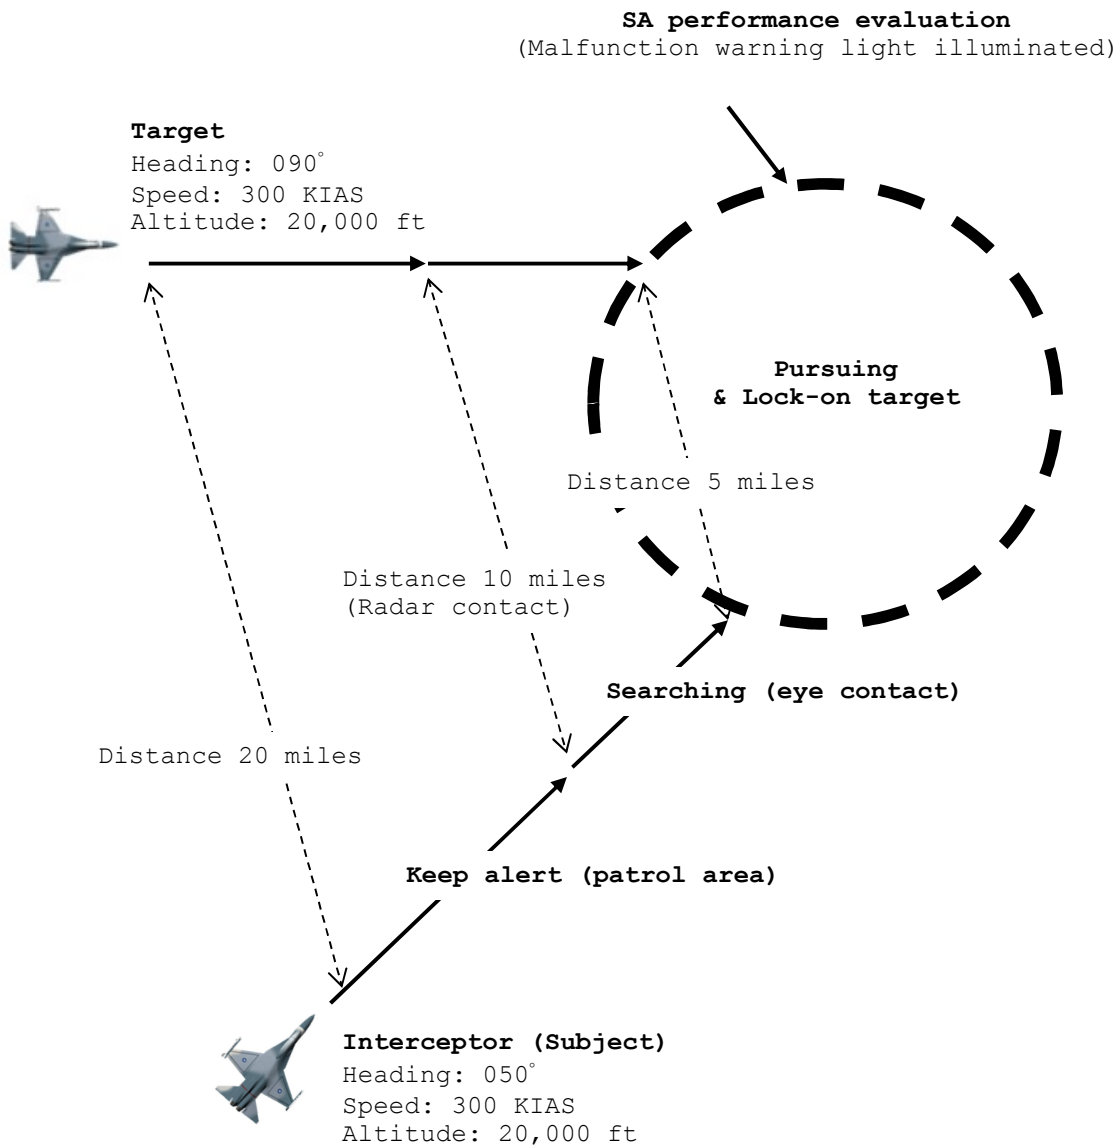 SA performance evaluation
(Malfunction warning light illuminated)
Target
Heading: 090°
Speed: 300 KIAS
Altitude: 20,000 ft
Pursuing
& Lock-on target
Distance 5 miles
Distance 10 miles
(Radar contact)
Searching (eye contact)
Distance 20 miles
Keep alert (patrol area)
Interceptor (Subject)
Heading: 050°
Speed: 300 KIAS
Altitude: 20,000 ft